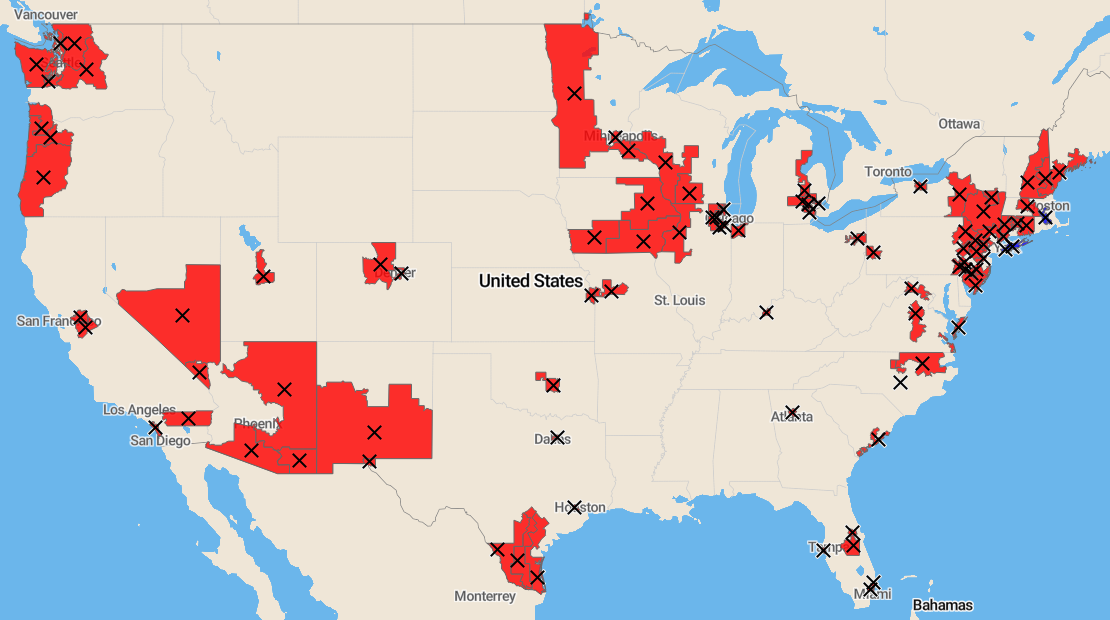 Vancouver
Seattle
Minneapolis
Ottawa
Toronto
Boston
Denver
United States
St. Louis
San Francisco
Los Angeles
Phoenix
San Diego
Atlanta
Dallas
Houston
Tampa
Monterrey
Miami
Bahamas